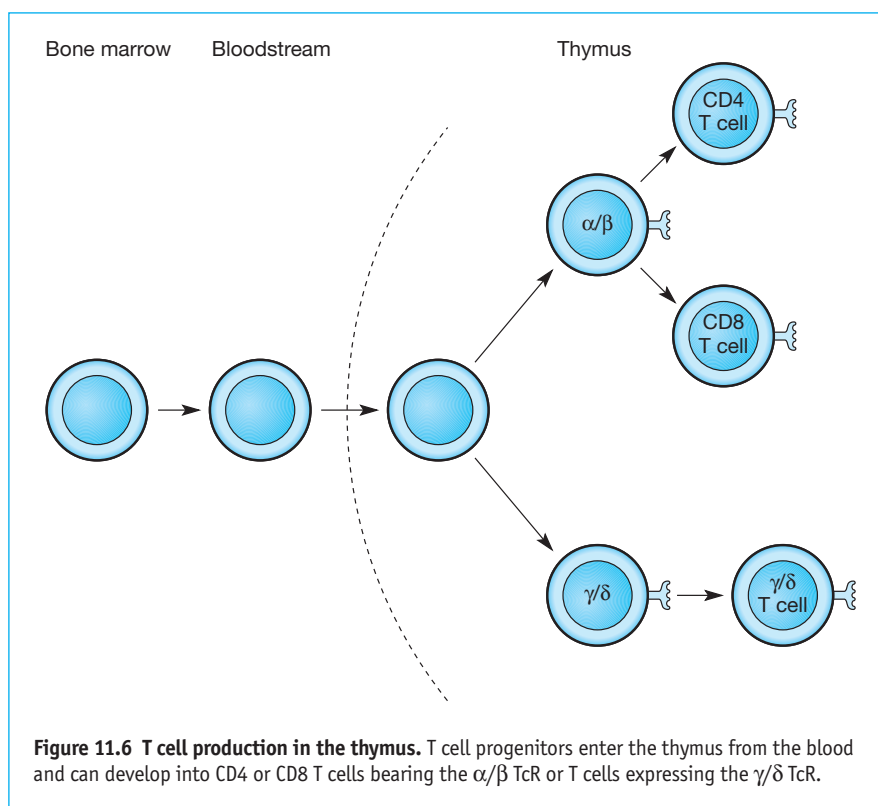 Bone marrow Bloodstream Thymus
CD4
T cell
α/β
CD8
T cell
γ/δ
γ/δ
T cell
Figure 11.6 T cell production in the thymus. T cell progenitors enter the thymus from the blood
and can develop into CD4 or CD8 T cells bearing the α/β TcR or T cells expressing the γ/δ TcR.